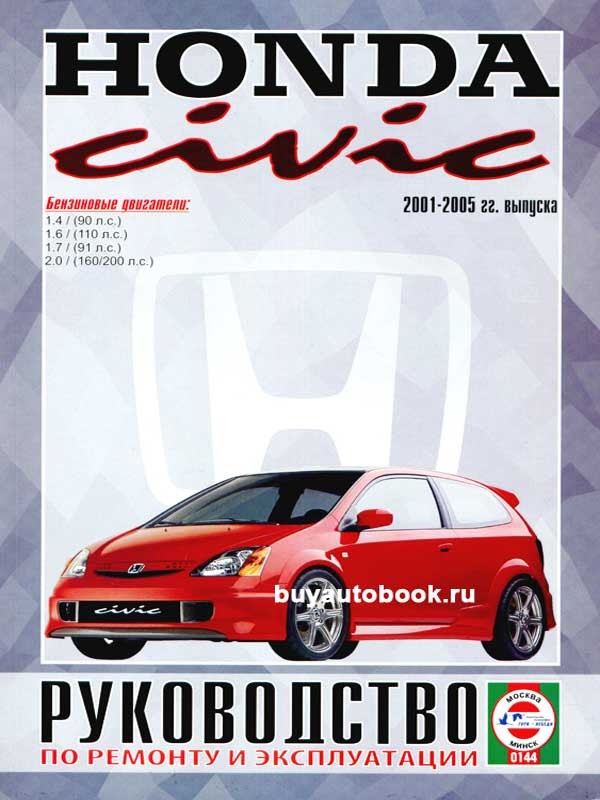 HONDA
civic
Бензиновые двигатели:
2001-2005 гг. выпуска
1.4 / (90 л.с.)
1.6 / (110 л.с.)
1.7 / (91 л.с.)
2.0 / (160/200 л.с.)
civic
buyautobook.ru
РУКОВОДСТВО
ПО РЕМОНТУ И ЭКСПЛУАТАЦИИ
МОСКВА
МИНСК
0144